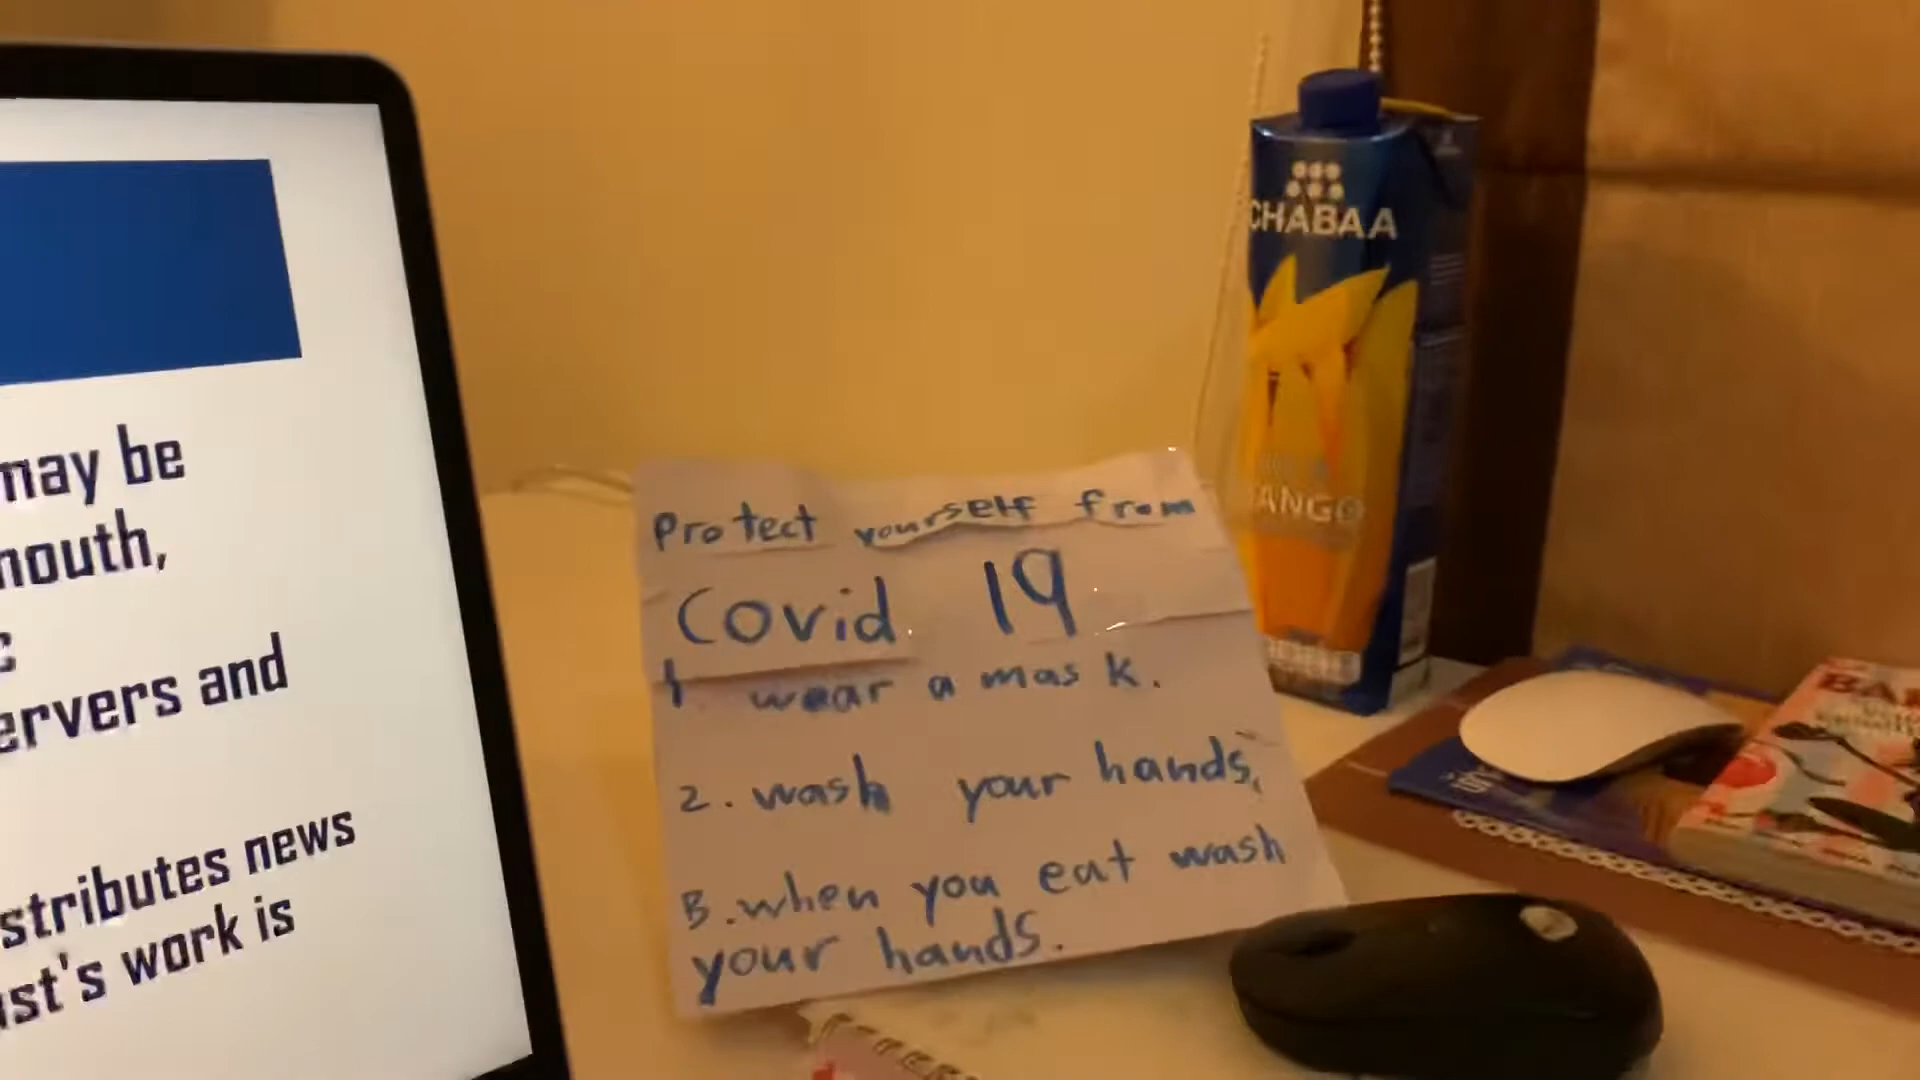 may be
mouth,
ervers and
stributes news
ist's work is
Protect yourself from
Covid 19
1 wear a mask.
2. wash your hands,
3. when you eat wash
your hands.
CHABAA
ANGO